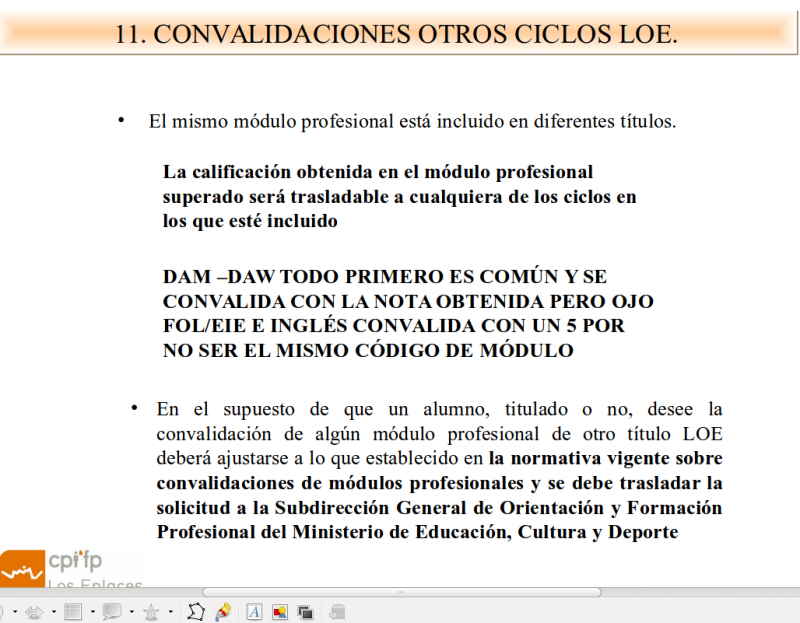 11. CONVALIDACIONES OTROS CICLOS LOE.
• El mismo módulo profesional está incluido en diferentes títulos.
La calificación obtenida en el módulo profesional
superado será trasladable a cualquiera de los ciclos en
los que esté incluido
DAM –DAW TODO PRIMERO ES COMÚN Y SE
CONVALIDA CON LA NOTA OBTENIDA PERO OJO
FOL/EIE E INGLÉS CONVALIDA CON UN 5 POR
NO SER EL MISMO CÓDIGO DE MÓDULO
• En el supuesto de que un alumno, titulado o no, desee la
convalidación de algún módulo profesional de otro título LOE
deberá ajustarse a lo que establecido en la normativa vigente sobre
convalidaciones de módulos profesionales y se debe trasladar la
solicitud a la Subdirección General de Orientación y Formación
Profesional del Ministerio de Educación, Cultura y Deporte
cpi'fp
Los Enlaces
A